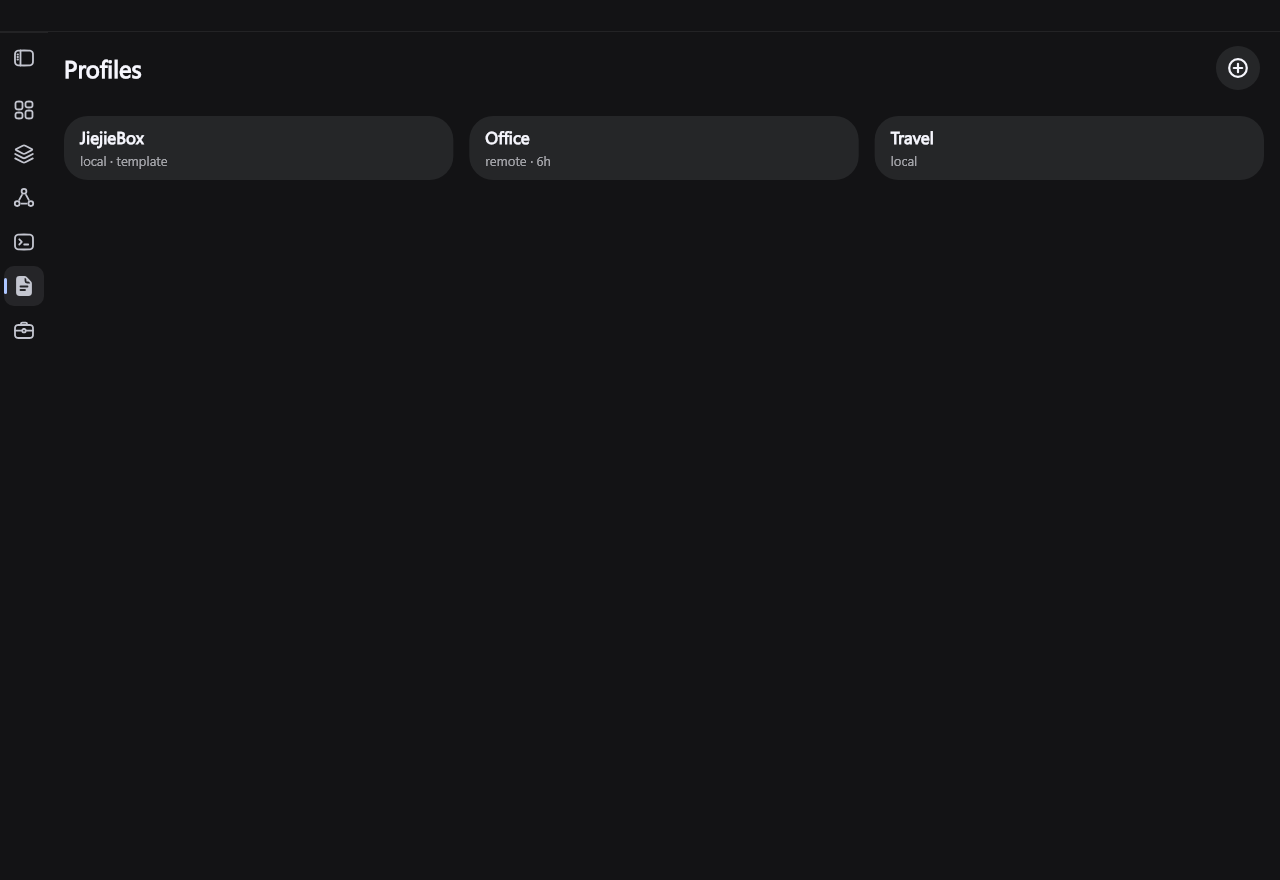 Profiles
JiejieBox
local · template
Office
remote · 6h
Travel
local